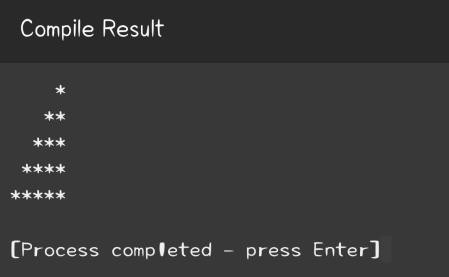 Compile Result
    *
   **
  ***
 ****
*****
[Process completed - press Enter]